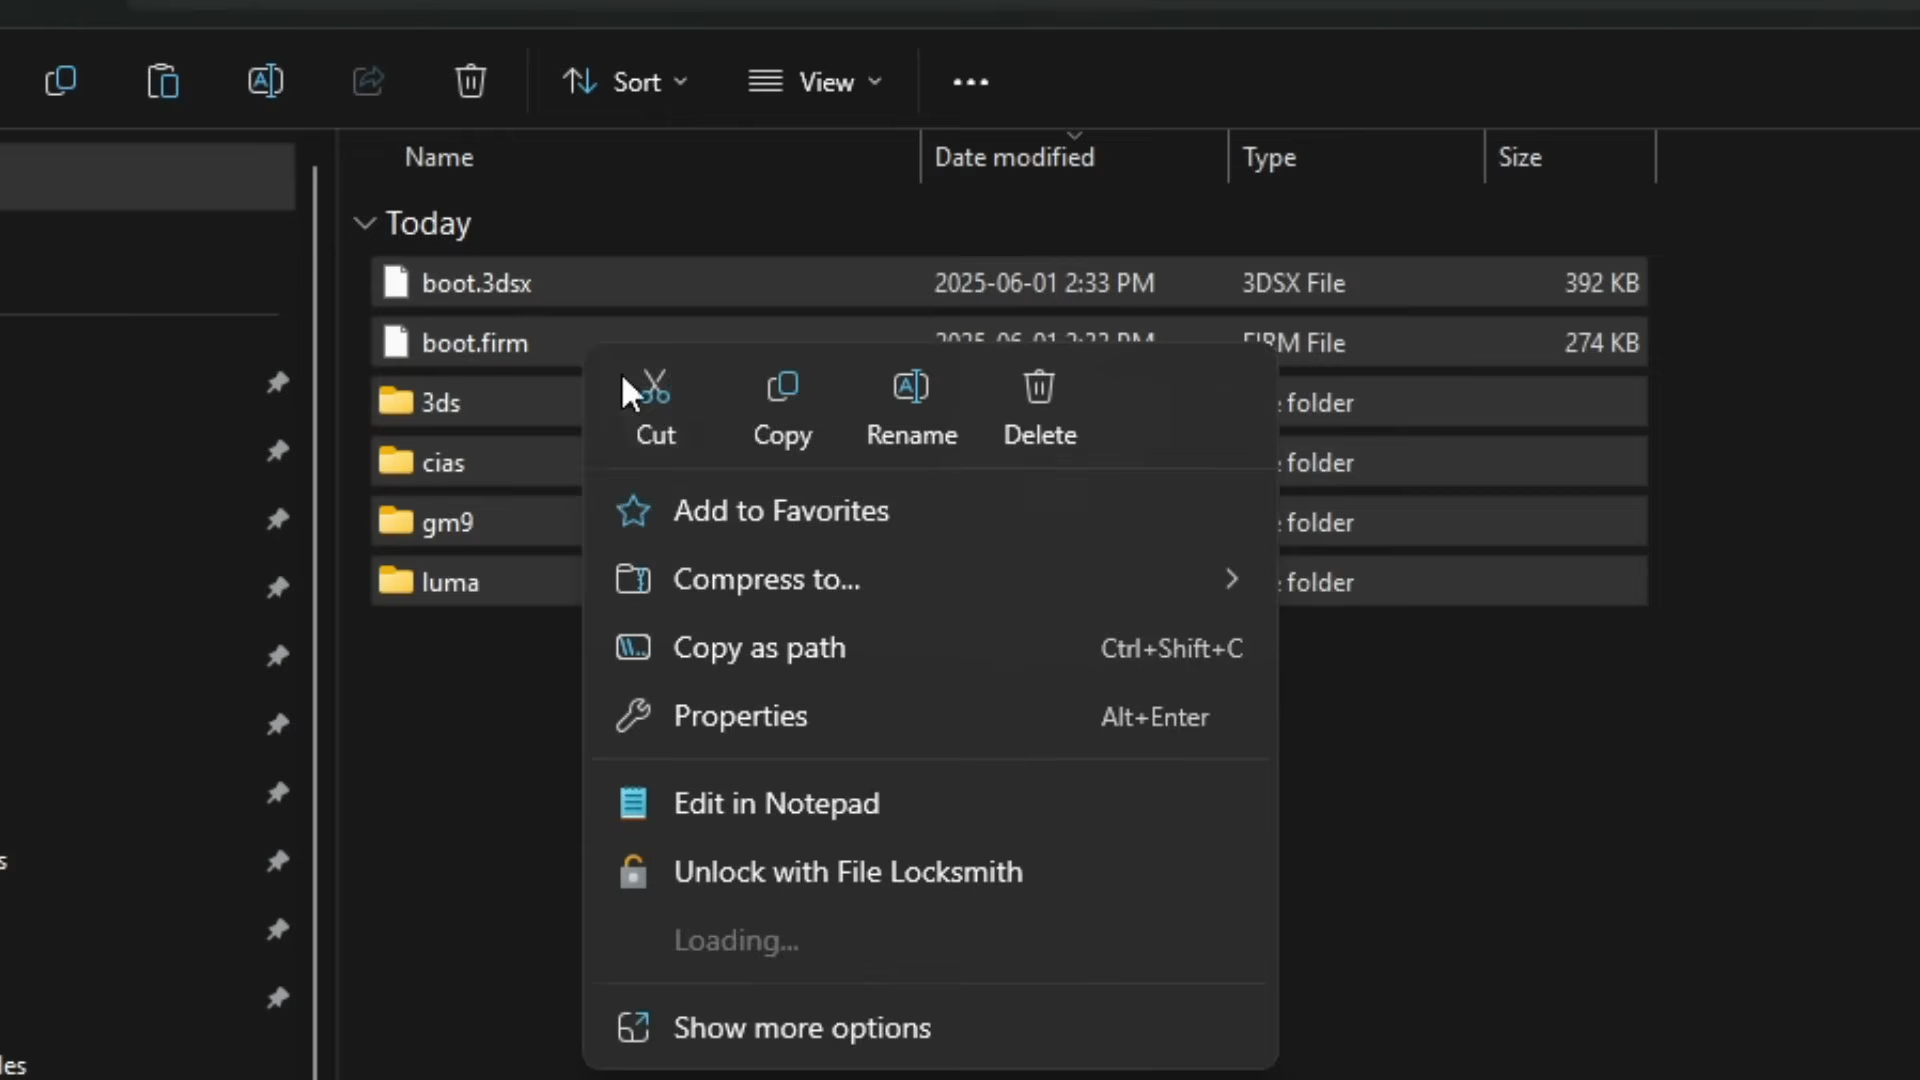 Sort
View
Name Date modified Type Size
Today
boot.3dsx 2025-06-01 2:33 PM 3DSX File 392 KB
boot.firm FIRM File 274 KB
3ds folder
cias folder
gm9 folder
luma folder
Cut Copy Rename Delete
Add to Favorites
Compress to...
Copy as path Ctrl+Shift+C
Properties Alt+Enter
Edit in Notepad
Unlock with File Locksmith
Loading...
Show more options
s
les